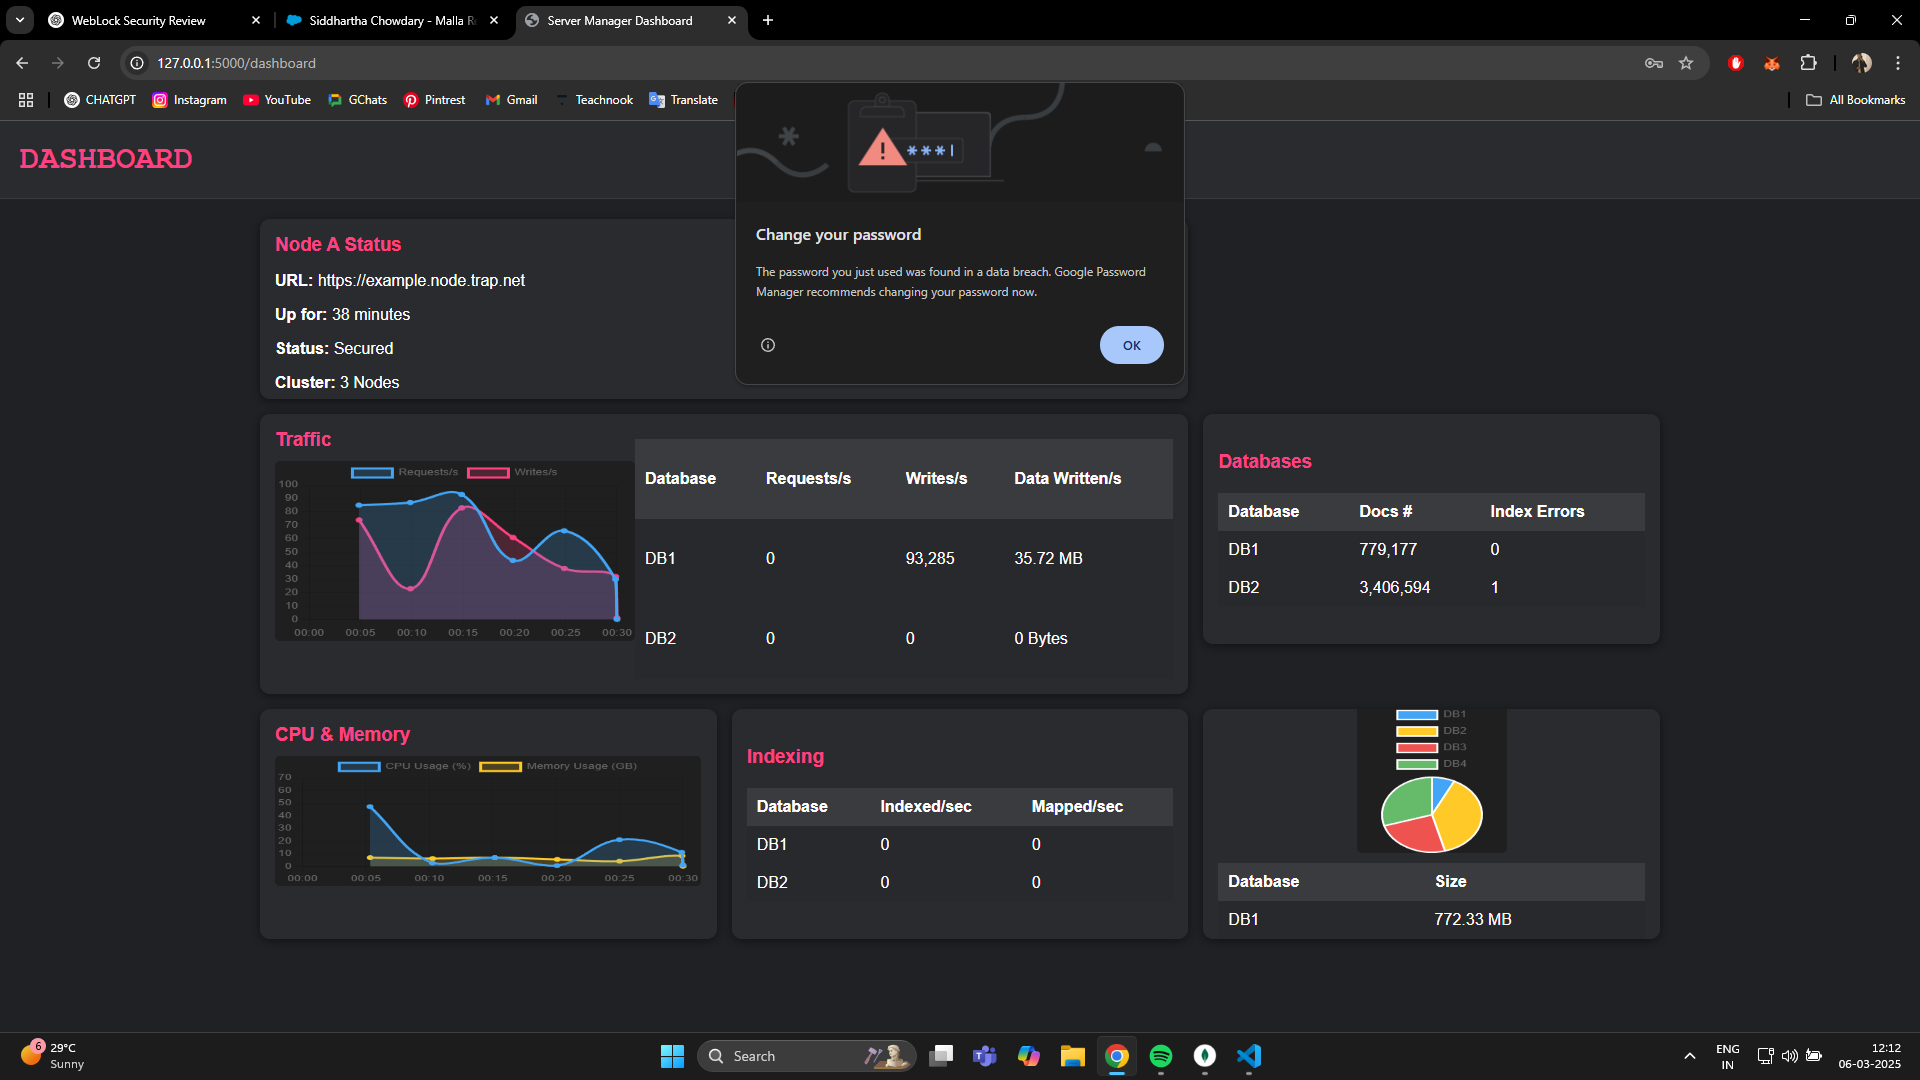 WebLock Security Review
Siddhartha Chowdary - Malla R
Server Manager Dashboard
127.0.0.1:5000/dashboard
CHATGPT Instagram YouTube GChats Pintrest Gmail Teachnook Translate All Bookmarks
DASHBOARD
***
Change your password
The password you just used was found in a data breach. Google Password
Manager recommends changing your password now.
OK
Node A Status
URL: https://example.node.trap.net
Up for: 38 minutes
Status: Secured
Cluster: 3 Nodes
Traffic
Requests/s Writes/s
100
90
80
70
60
50
40
30
20
10
0
00:00 00:05 00:10 00:15 00:20 00:25 00:30
Database Requests/s Writes/s Data Written/s
DB1 0 93,285 35.72 MB
DB2 0 0 0 Bytes
Databases
Database Docs # Index Errors
DB1 779,177 0
DB2 3,406,594 1
CPU & Memory
CPU Usage (%) Memory Usage (GB)
70
60
50
40
30
20
10
0
00:00 00:05 00:10 00:15 00:20 00:25 00:30
Indexing
Database Indexed/sec Mapped/sec
DB1 0 0
DB2 0 0
DB1
DB2
DB3
DB4
Database Size
DB1 772.33 MB
6
29°C
Sunny
Search
ENG
IN
12:12
06-03-2025